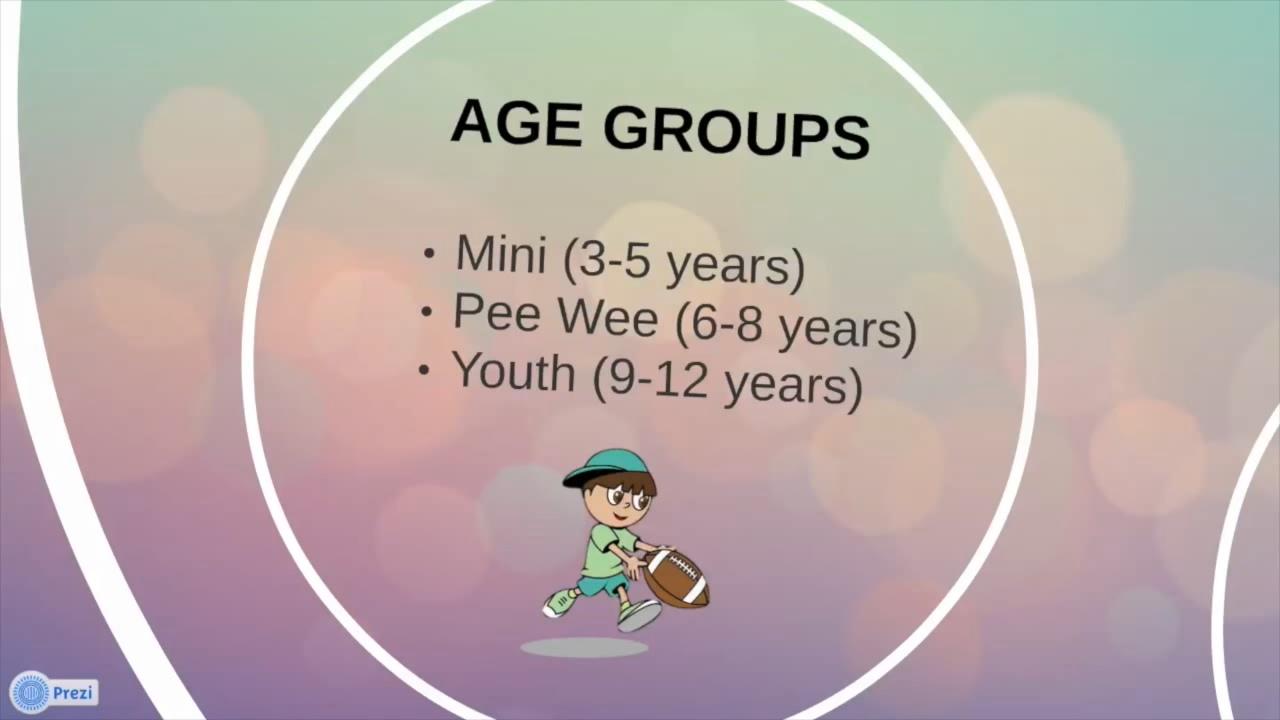 AGE GROUPS
• Mini (3-5 years)
• Pee Wee (6-8 years)
• Youth (9-12 years)
Prezi